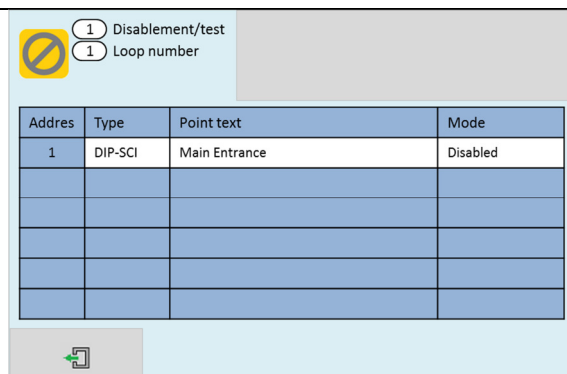 1 Disablement/test
1 Loop number
Addres Type Point text Mode
1 DIP-SCI Main Entrance Disabled